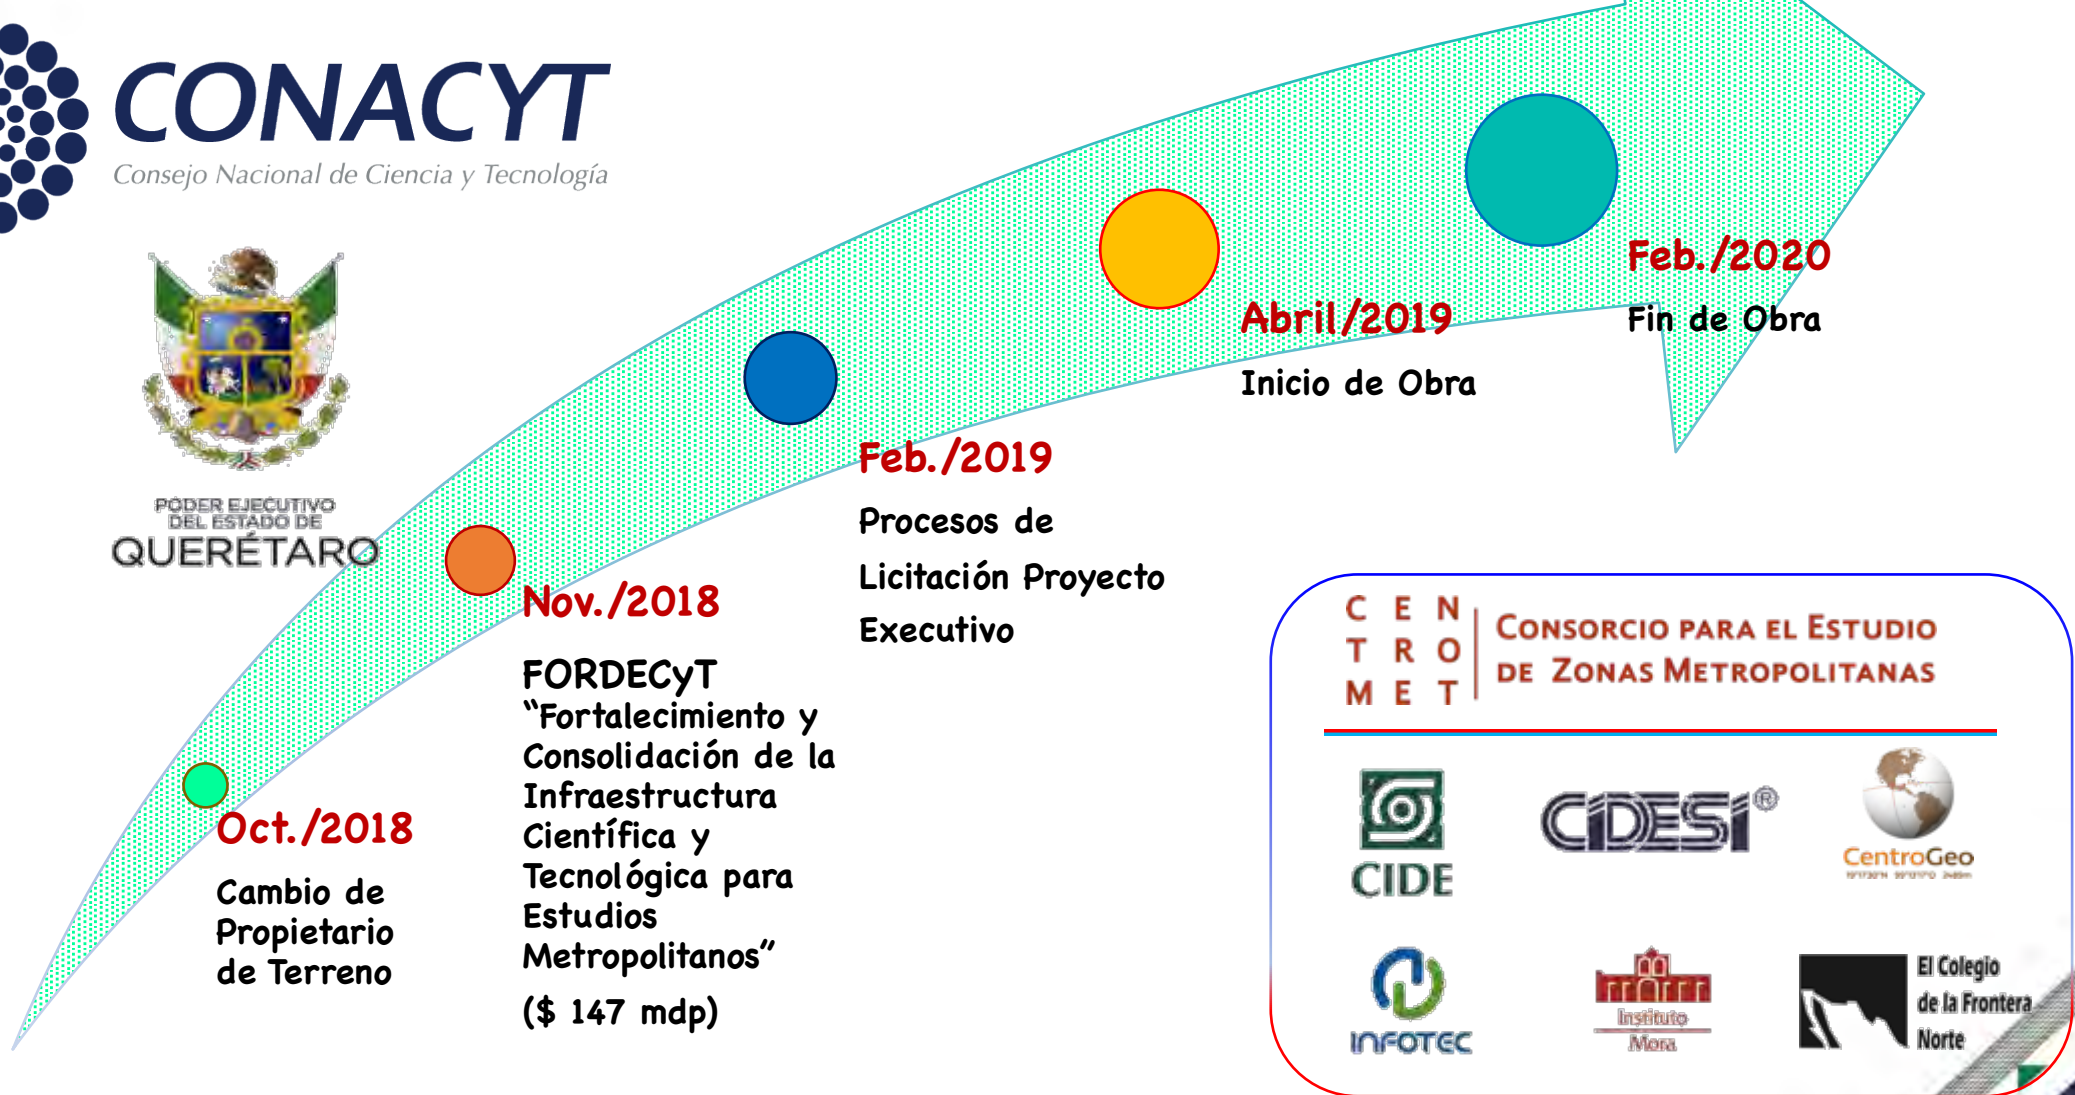 CONACYT
Consejo Nacional de Ciencia y Tecnología
PODER EJECUTIVO
DEL ESTADO DE
QUERÉTARO
Oct./2018
Cambio de
Propietario
de Terreno
Nov./2018
FORDECyT
“Fortalecimiento y
Consolidación de la
Infraestructura
Científica y
Tecnológica para
Estudios
Metropolitanos”
($ 147 mdp)
Feb./2019
Procesos de
Licitación Proyecto
Executivo
Abril/2019
Inicio de Obra
Feb./2020
Fin de Obra
C E N
T R O
M E T
CONSORCIO PARA EL ESTUDIO
DE ZONAS METROPOLITANAS
CIDE
CIDESI®
CentroGeo
INFOTEC
Instituto
Mora
El Colegio
de la Frontera
Norte